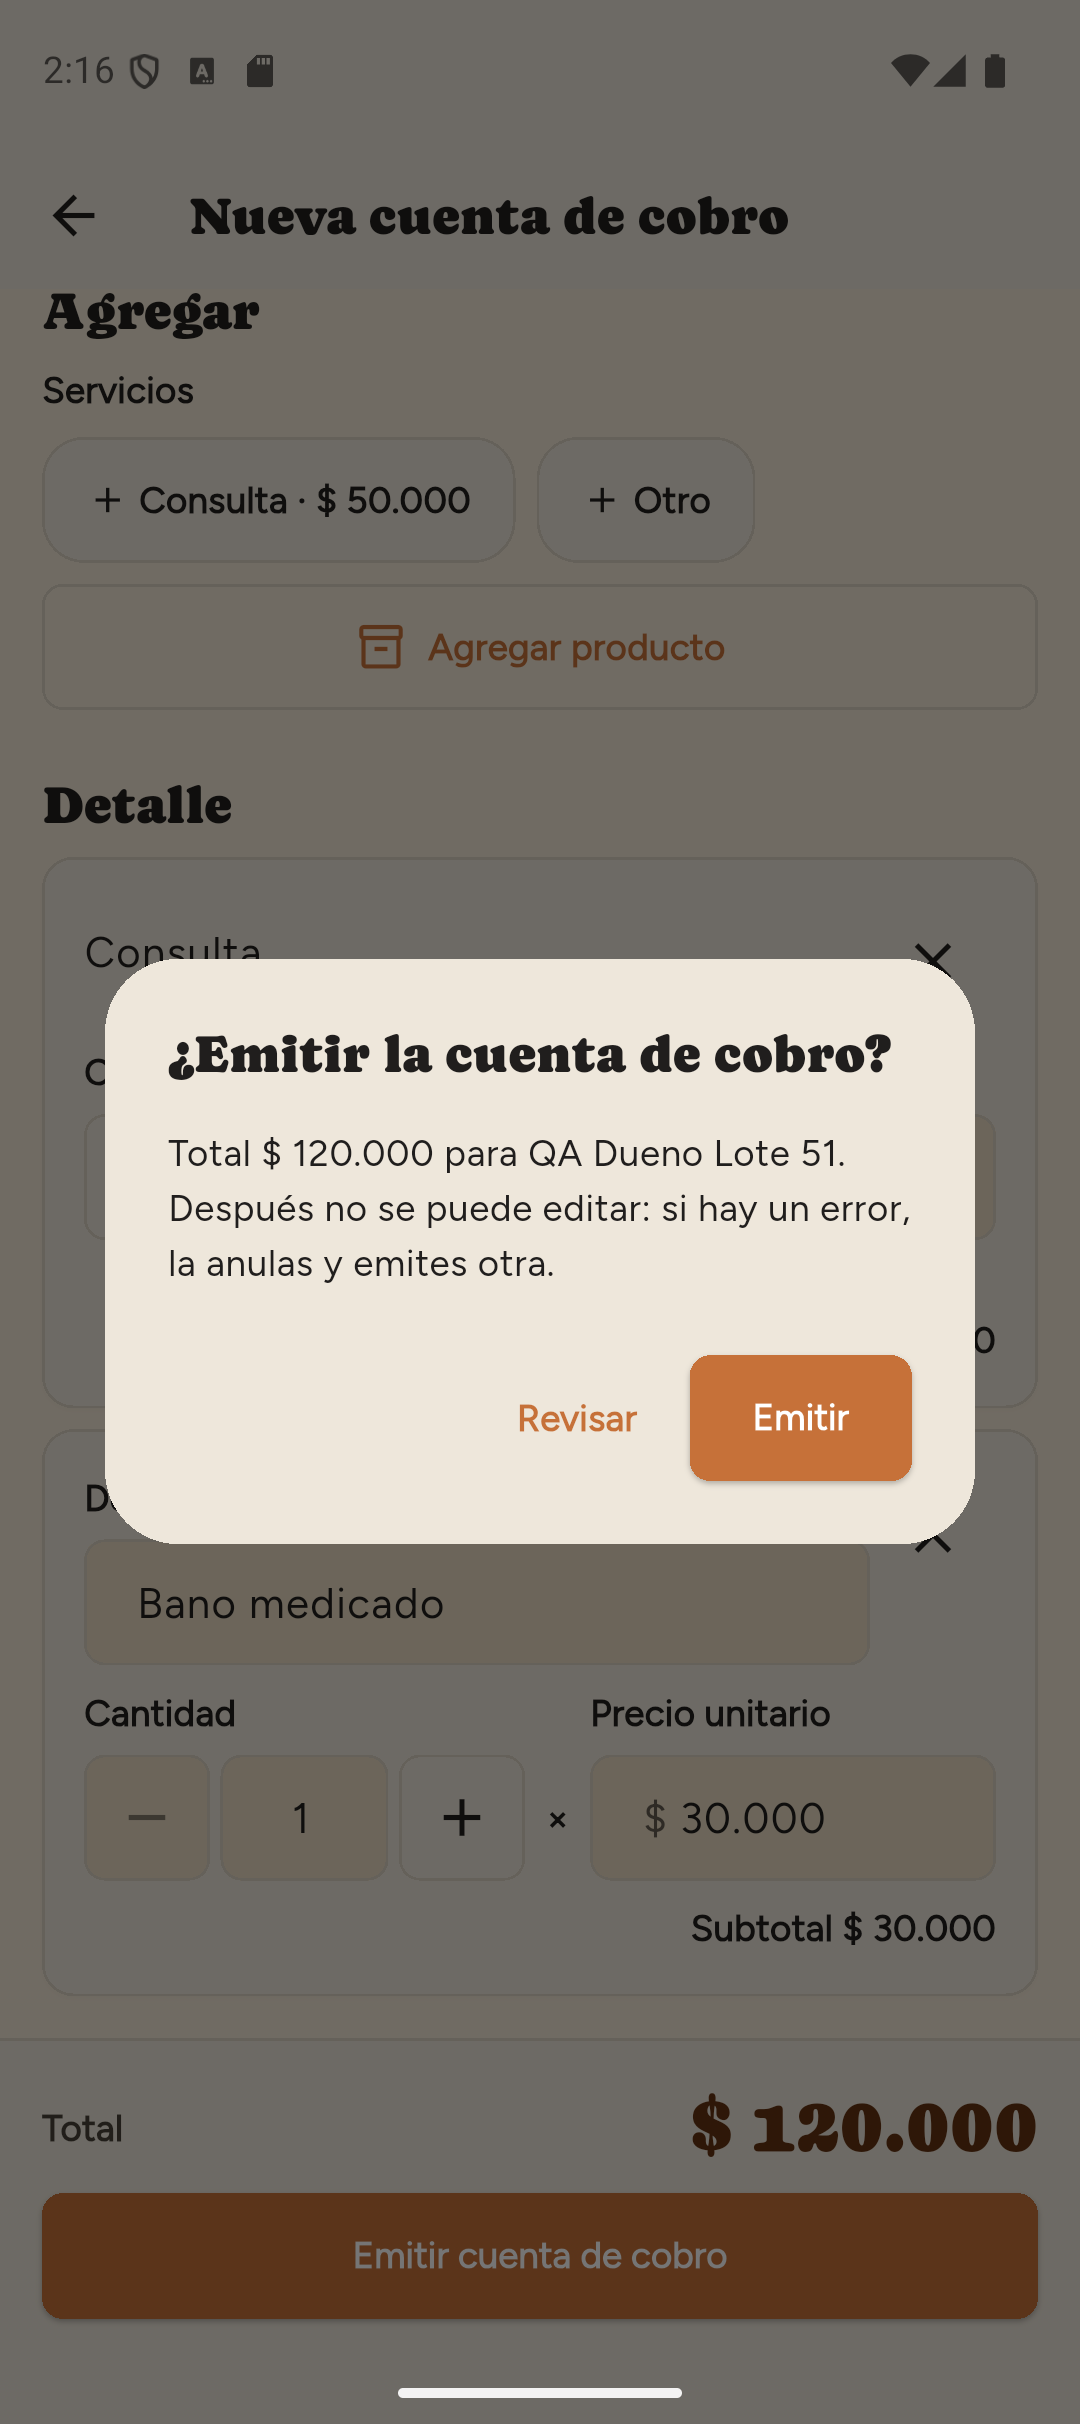 2:16
Nueva cuenta de cobro
Agregar
Servicios
+ Consulta · $ 50.000
+ Otro
Agregar producto
Detalle
Consulta
¿Emitir la cuenta de cobro?
Total $ 120.000 para QA Dueno Lote 51.
Después no se puede editar: si hay un error,
la anulas y emites otra.
Revisar
Emitir
Bano medicado
Cantidad
Precio unitario
1
×
$ 30.000
Subtotal $ 30.000
Total
$ 120.000
Emitir cuenta de cobro